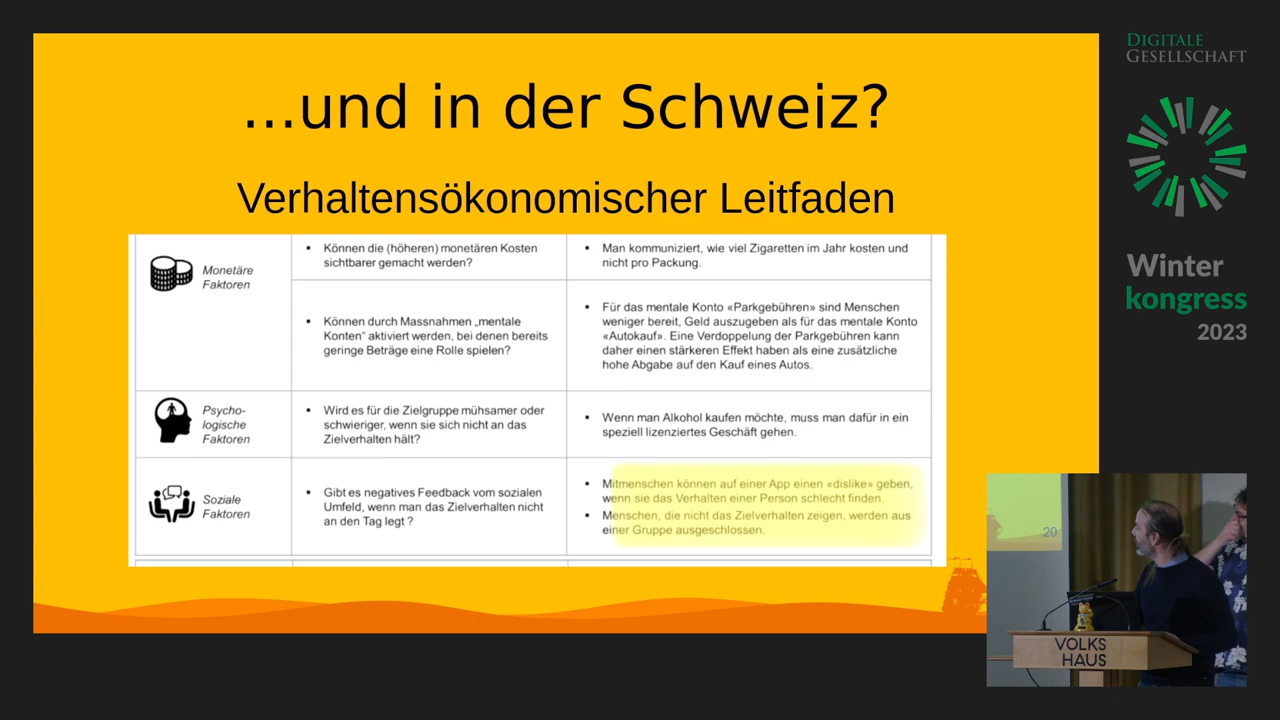 ...und in der Schweiz?
Verhaltensökonomischer Leitfaden
Monetäre
Faktoren
▪ Können die (höheren) monetären Kosten
sichtbarer gemacht werden?
▪ Man kommuniziert, wie viel Zigaretten im Jahr kosten und
nicht pro Packung.
▪ Können durch Massnahmen „mentale
Konten“ aktiviert werden, bei denen bereits
geringe Beträge eine Rolle spielen?
▪ Für das mentale Konto «Parkgebühren» sind Menschen
weniger bereit, Geld auszugeben als für das mentale Konto
«Autokauf». Eine Verdoppelung der Parkgebühren kann
daher einen stärkeren Effekt haben als eine zusätzliche
hohe Abgabe auf den Kauf eines Autos.
Psycho-
logische
Faktoren
▪ Wird es für die Zielgruppe mühsamer oder
schwieriger, wenn sie sich nicht an das
Zielverhalten hält?
▪ Wenn man Alkohol kaufen möchte, muss man dafür in ein
speziell lizenziertes Geschäft gehen.
Soziale
Faktoren
▪ Gibt es negatives Feedback vom sozialen
Umfeld, wenn man das Zielverhalten nicht
an den Tag legt ?
▪ Mitmenschen können auf einer App einen «dislike» geben,
wenn sie das Verhalten einer Person schlecht finden.
▪ Menschen, die nicht das Zielverhalten zeigen, werden aus
einer Gruppe ausgeschlossen.
DIGITALE
GESELLSCHAFT
Winter
kongress
2023
20
VOLKS
HAUS